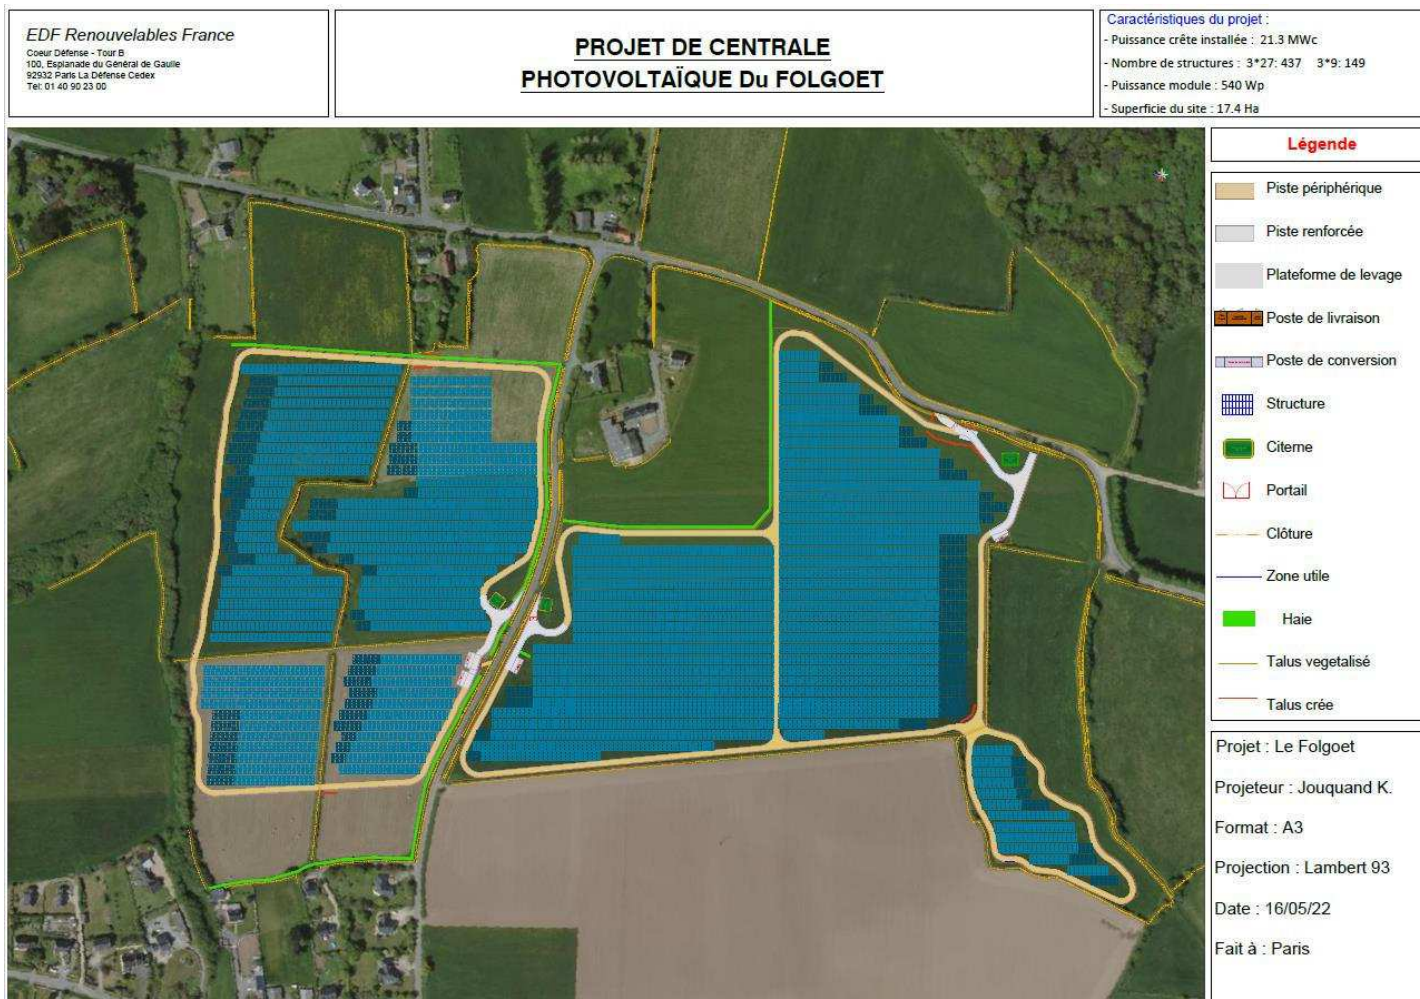 EDF Renouvelables France
Coeur Défense - Tour B
100, Esplanade du Général de Gaulle
92932 Paris La Défense Cedex
Tel: 01 40 90 23 00
PROJET DE CENTRALE
PHOTOVOLTAÏQUE Du FOLGOET
Caractéristiques du projet :
- Puissance crête installée : 21.3 MWc
- Nombre de structures : 3*27: 437 3*9: 149
- Puissance module : 540 Wp
- Superficie du site : 17.4 Ha
Légende
Piste périphérique
Piste renforcée
Plateforme de levage
Poste de livraison
Poste de conversion
Structure
Citerne
Portail
Clôture
Zone utile
Haie
Talus vegetalisé
Talus crée
Projet : Le Folgoet
Projeteur : Jouquand K.
Format : A3
Projection : Lambert 93
Date : 16/05/22
Fait à : Paris